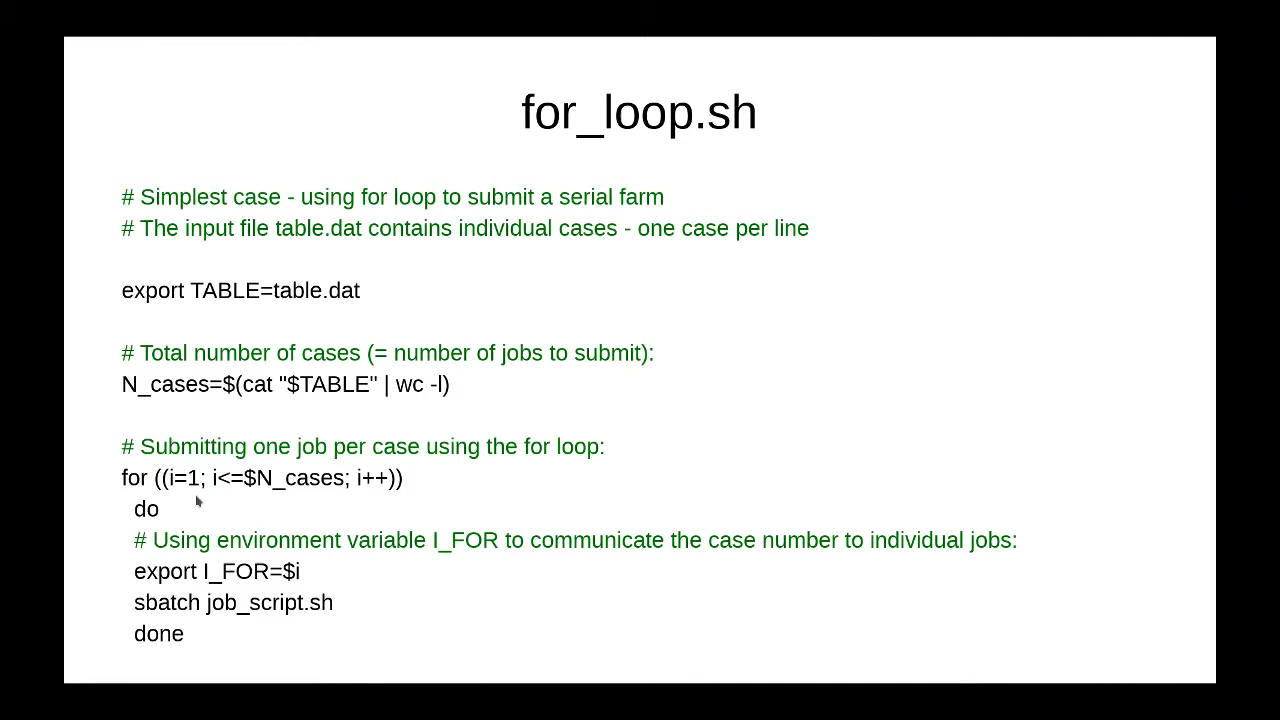 for_loop.sh
# Simplest case - using for loop to submit a serial farm
# The input file table.dat contains individual cases - one case per line
export TABLE=table.dat
# Total number of cases (= number of jobs to submit):
N_cases=$(cat "$TABLE" | wc -l)
# Submitting one job per case using the for loop:
for ((i=1; i<=$N_cases; i++))
do
# Using environment variable I_FOR to communicate the case number to individual jobs:
export I_FOR=$i
sbatch job_script.sh
done